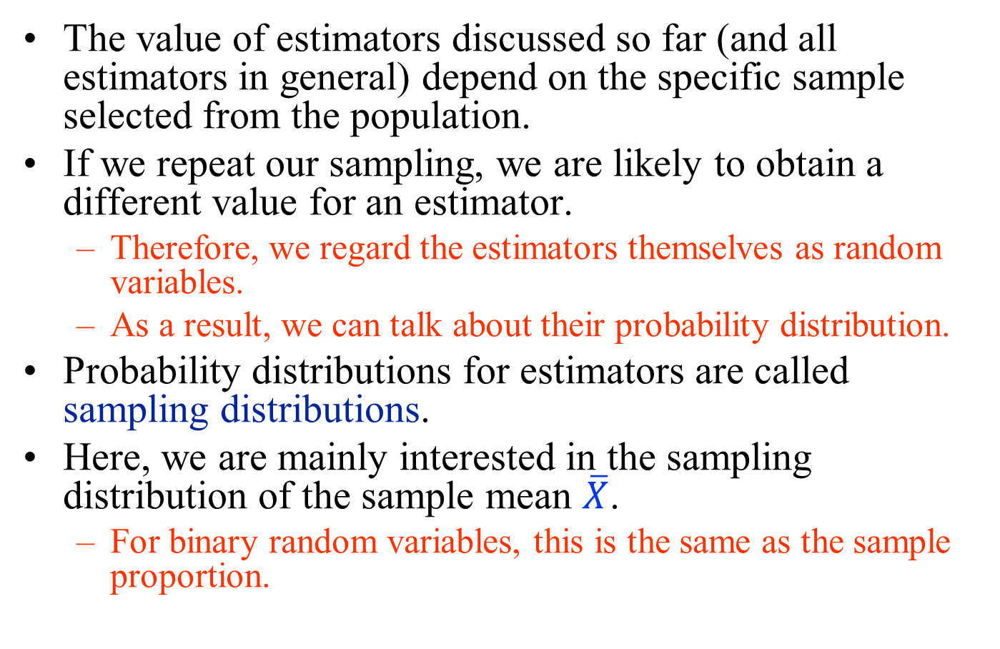 • The value of estimators discussed so far (and all
estimators in general) depend on the specific sample
selected from the population.
• If we repeat our sampling, we are likely to obtain a
different value for an estimator.
– Therefore, we regard the estimators themselves as random
variables.
– As a result, we can talk about their probability distribution.
• Probability distributions for estimators are called
sampling distributions.
• Here, we are mainly interested in the sampling
distribution of the sample mean X̅.
– For binary random variables, this is the same as the sample
proportion.